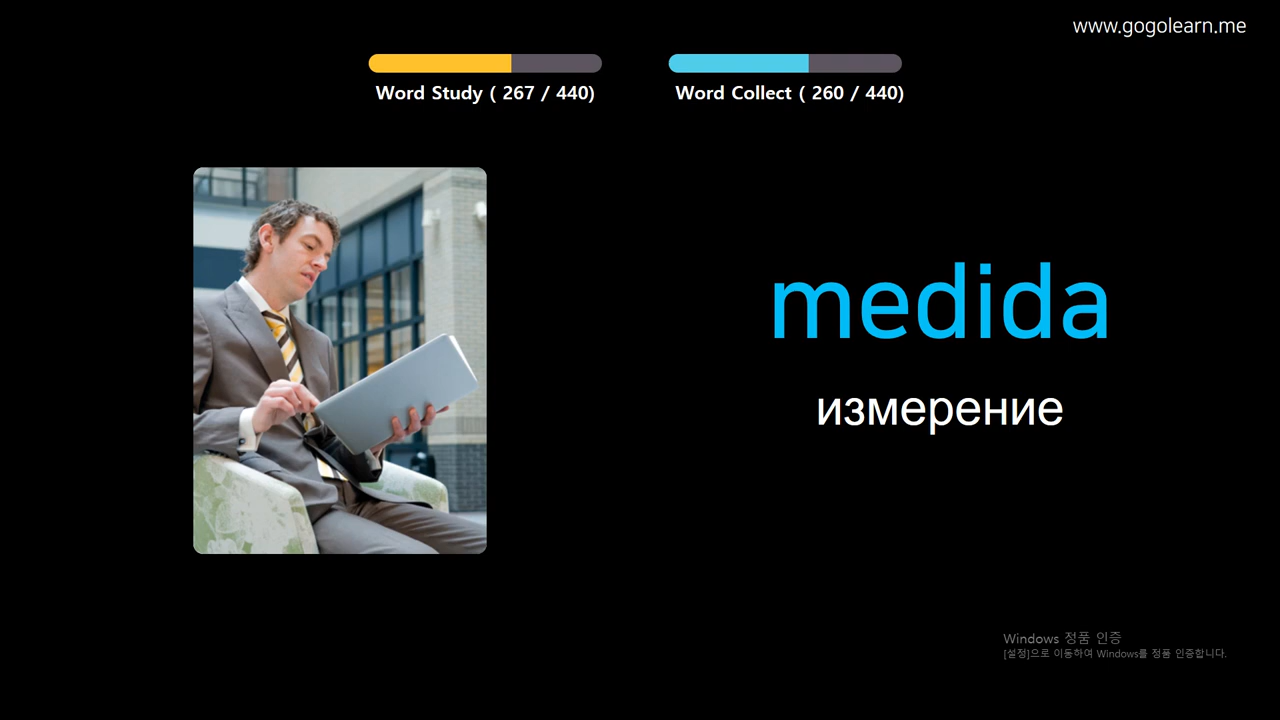 www.gogolearn.me
Word Study ( 267 / 440)
Word Collect ( 260 / 440)
medida
измерение
Windows 정품 인증
[설정]으로 이동하여 Windows를 정품 인증합니다.